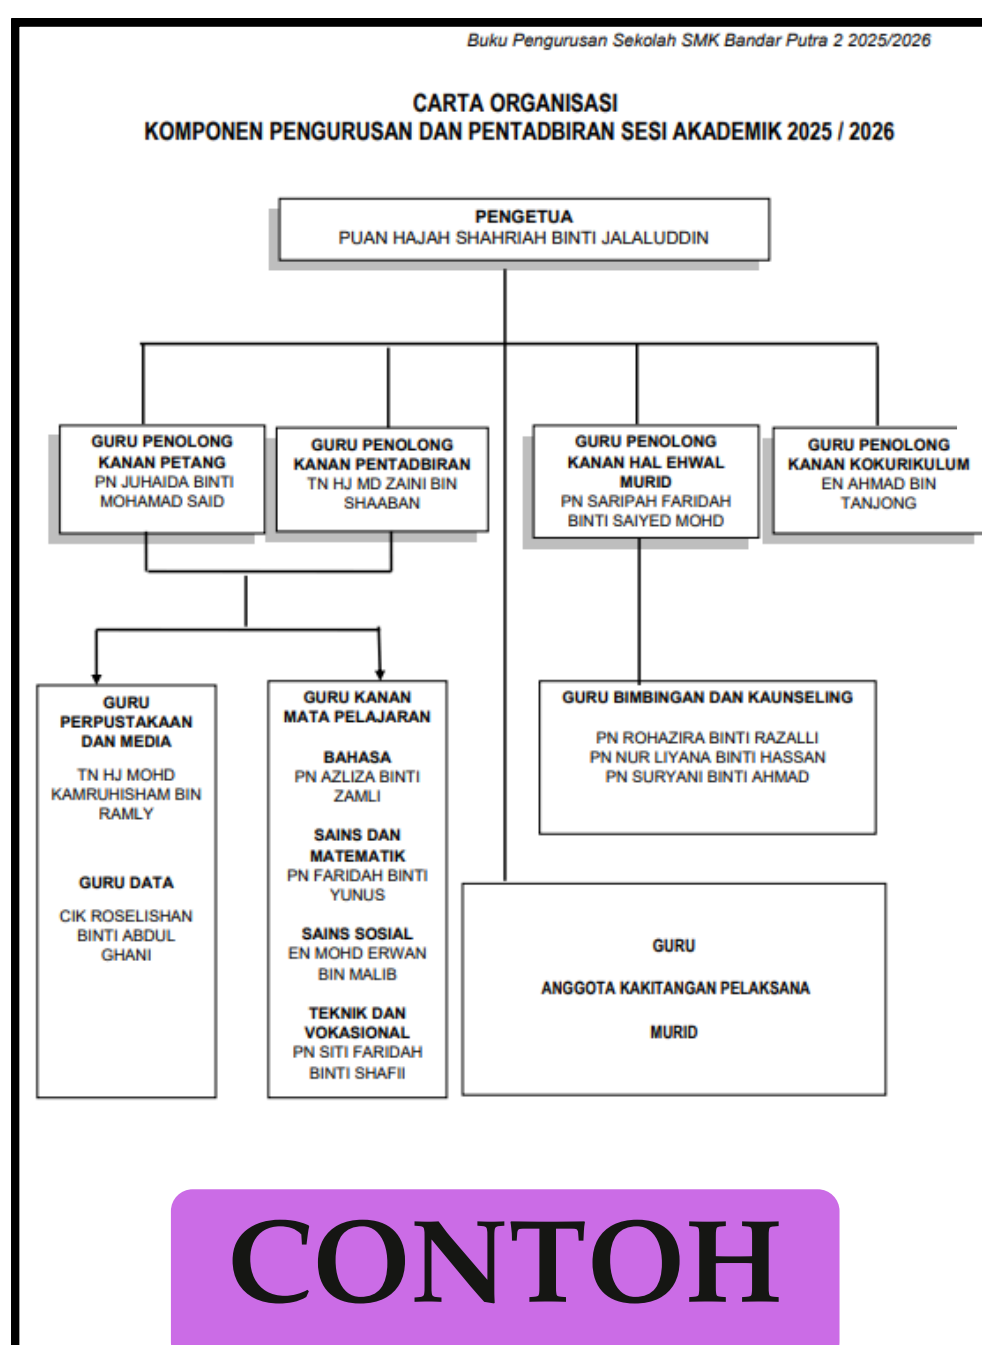 Buku Pengurusan Sekolah SMK Bandar Putra 2 2025/2026
CARTA ORGANISASI
KOMPONEN PENGURUSAN DAN PENTADBIRAN SESI AKADEMIK 2025 / 2026
PENGETUA
PUAN HAJAH SHAHRIAH BINTI JALALUDDIN
GURU PENOLONG
KANAN PETANG
PN JUHAIDA BINTI
MOHAMAD SAID
GURU PENOLONG
KANAN PENTADBIRAN
TN HJ MD ZAINI BIN
SHAABAN
GURU PENOLONG
KANAN HAL EHWAL
MURID
PN SARIPAH FARIDAH
BINTI SAIYED MOHD
GURU PENOLONG
KANAN KOKURIKULUM
EN AHMAD BIN
TANJONG
GURU
PERPUSTAKAAN
DAN MEDIA
TN HJ MOHD
KAMRUHISHAM BIN
RAMLY
GURU DATA
CIK ROSELISHAN
BINTI ABDUL
GHANI
GURU KANAN
MATA PELAJARAN
BAHASA
PN AZLIZA BINTI
ZAMLI
SAINS DAN
MATEMATIK
PN FARIDAH BINTI
YUNUS
SAINS SOSIAL
EN MOHD ERWAN
BIN MALIB
TEKNIK DAN
VOKASIONAL
PN SITI FARIDAH
BINTI SHAFII
GURU BIMBINGAN DAN KAUNSELING
PN ROHAZIRA BINTI RAZALLI
PN NUR LIYANA BINTI HASSAN
PN SURYANI BINTI AHMAD
GURU
ANGGOTA KAKITANGAN PELAKSANA
MURID
CONTOH